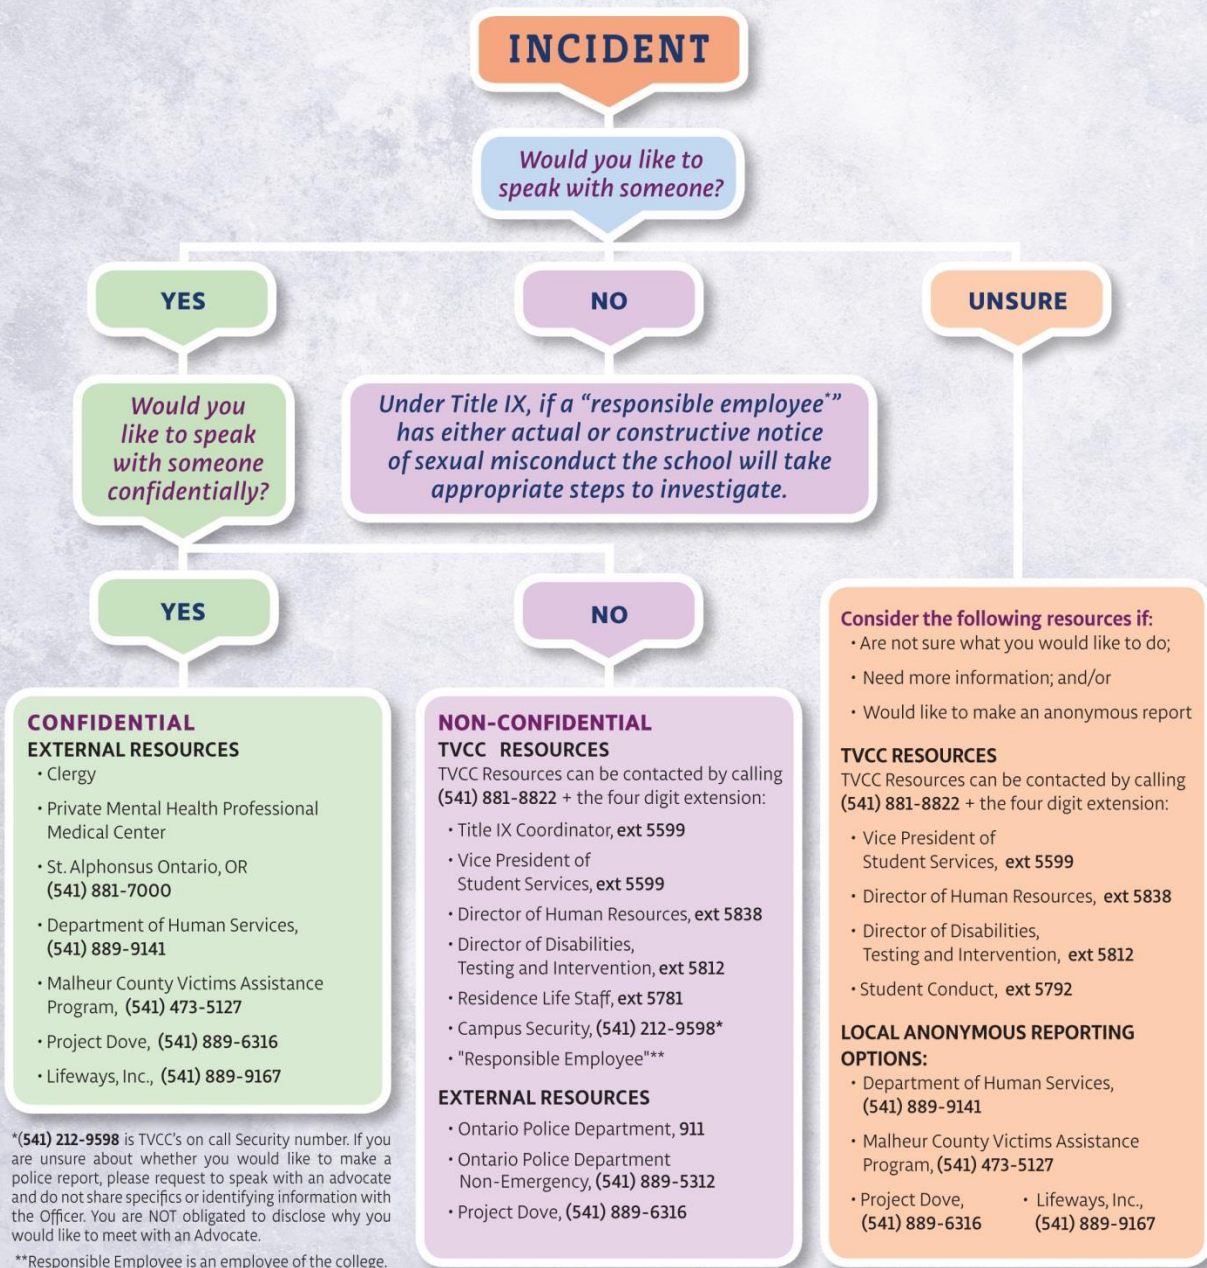 INCIDENT
Would you like to
speak with someone?
YES
NO
UNSURE
Would you
like to speak
with someone
confidentially?
Under Title IX, if a “responsible employee*”
has either actual or constructive notice
of sexual misconduct the school will take
appropriate steps to investigate.
YES
NO
CONFIDENTIAL
EXTERNAL RESOURCES
• Clergy
• Private Mental Health Professional
Medical Center
• St. Alphonsus Ontario, OR
(541) 881-7000
• Department of Human Services,
(541) 889-9141
• Malheur County Victims Assistance
Program, (541) 473-5127
• Project Dove, (541) 889-6316
• Lifeways, Inc., (541) 889-9167
*(541) 212-9598 is TVCC's on call Security number. If you
are unsure about whether you would like to make a
police report, please request to speak with an advocate
and do not share specifics or identifying information with
the Officer. You are NOT obligated to disclose why you
would like to meet with an Advocate.
**Responsible Employee is an employee of the college.
NON-CONFIDENTIAL
TVCC RESOURCES
TVCC Resources can be contacted by calling
(541) 881-8822 + the four digit extension:
• Title IX Coordinator, ext 5599
• Vice President of
Student Services, ext 5599
• Director of Human Resources, ext 5838
• Director of Disabilities,
Testing and Intervention, ext 5812
• Residence Life Staff, ext 5781
• Campus Security, (541) 212-9598*
• "Responsible Employee"**
EXTERNAL RESOURCES
• Ontario Police Department, 911
• Ontario Police Department
Non-Emergency, (541) 889-5312
• Project Dove, (541) 889-6316
Consider the following resources if:
• Are not sure what you would like to do;
• Need more information; and/or
• Would like to make an anonymous report
TVCC RESOURCES
TVCC Resources can be contacted by calling
(541) 881-8822 + the four digit extension:
• Vice President of
Student Services, ext 5599
• Director of Human Resources, ext 5838
• Director of Disabilities,
Testing and Intervention, ext 5812
• Student Conduct, ext 5792
LOCAL ANONYMOUS REPORTING
OPTIONS:
• Department of Human Services,
(541) 889-9141
• Malheur County Victims Assistance
Program, (541) 473-5127
• Project Dove,
(541) 889-6316
• Lifeways, Inc.,
(541) 889-9167